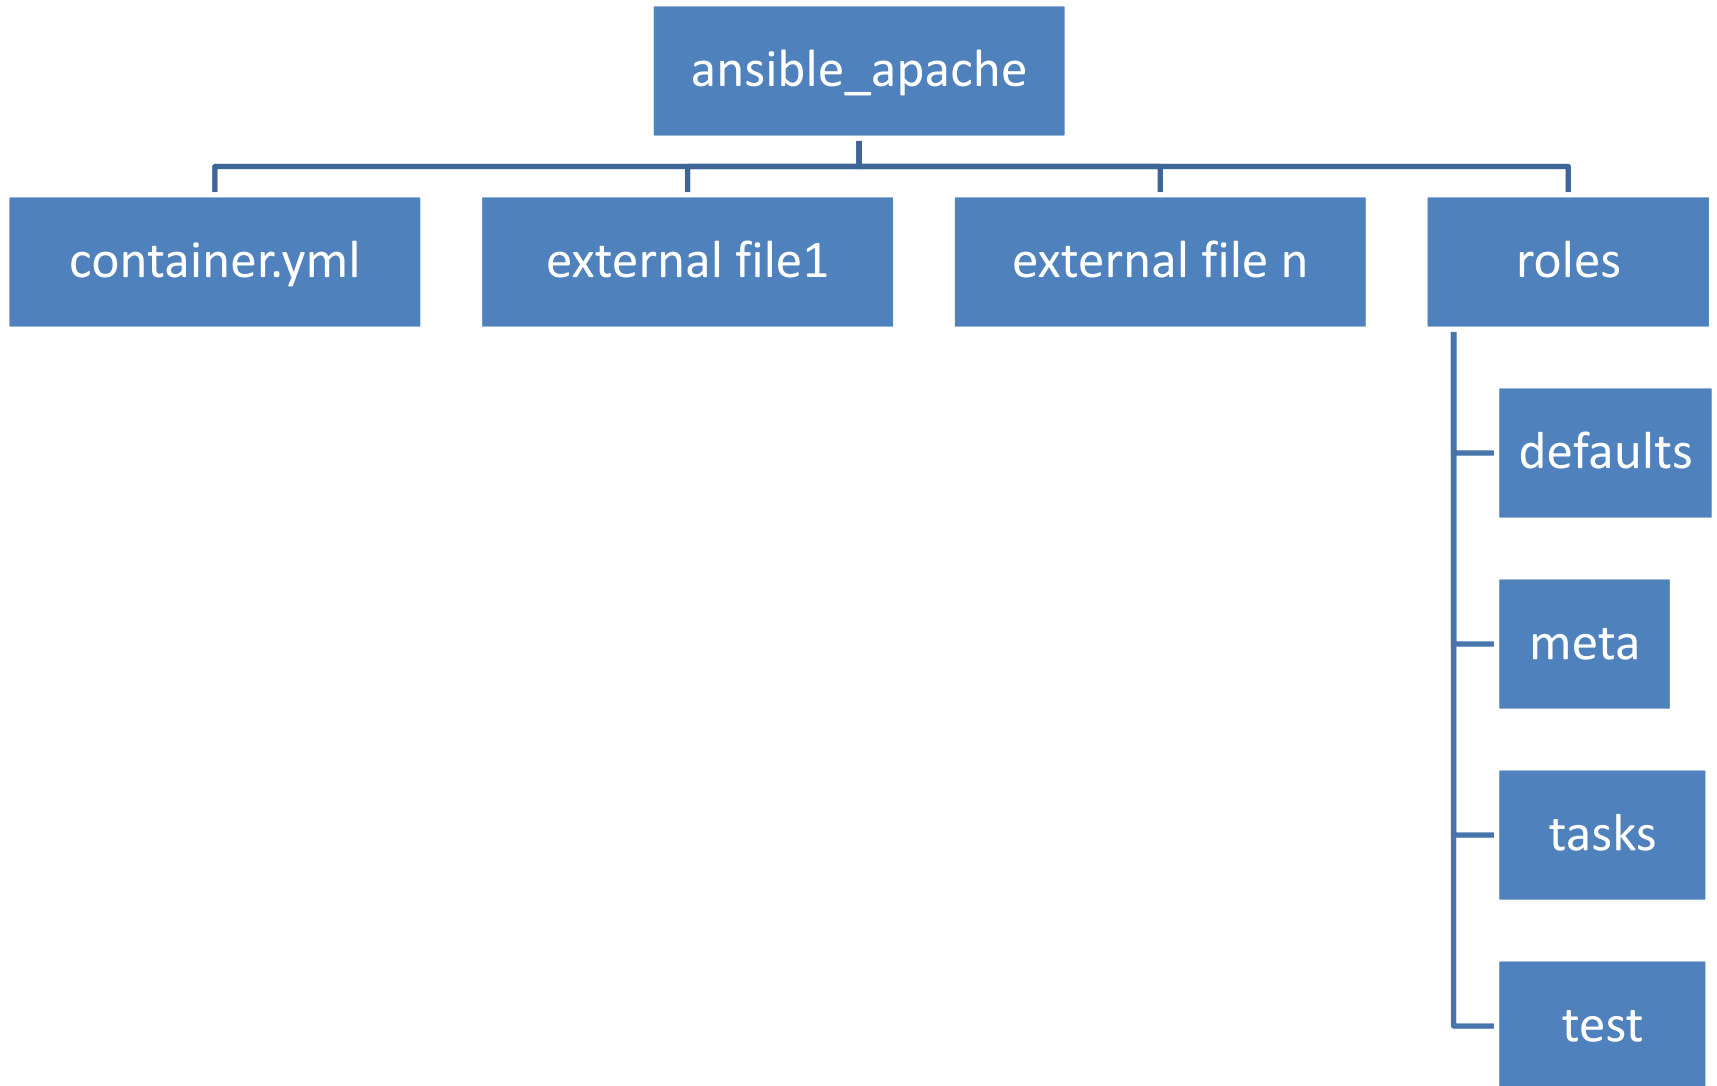 ansible_apache
container.yml
external file1
external file n
roles
defaults
meta
tasks
test